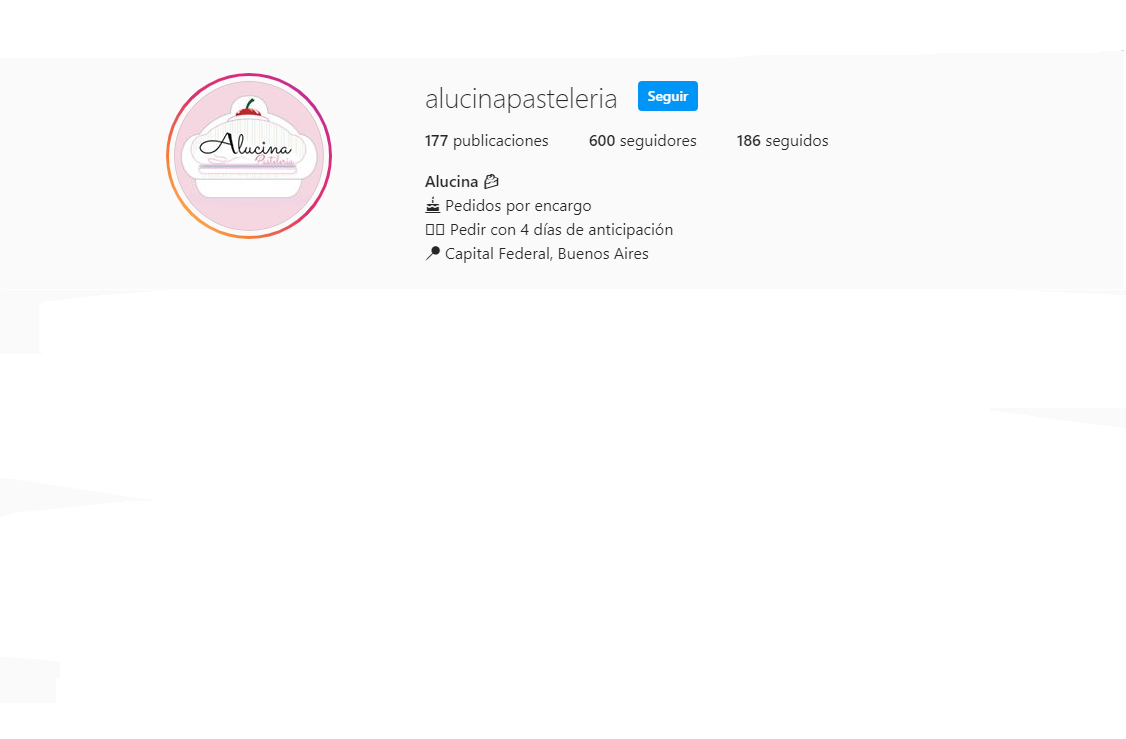 alucinapasteleria Seguir
177 publicaciones 600 seguidores 186 seguidos
Alucina
Pedidos por encargo
Pedir con 4 días de anticipación
Capital Federal, Buenos Aires
Alucina
Pastelería